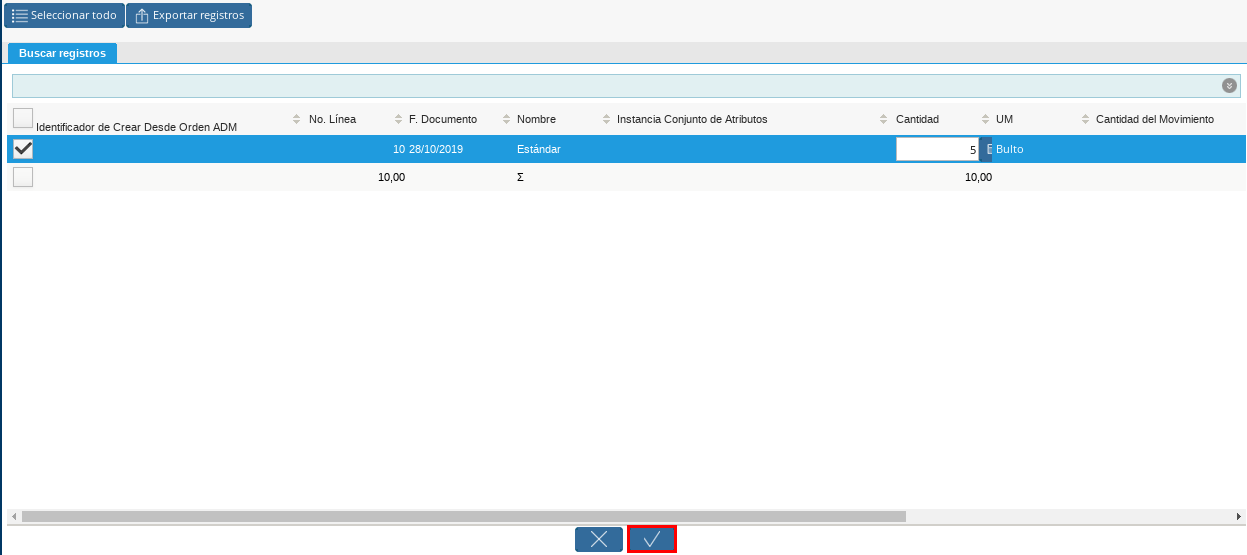 Seleccionar todo Exportar registros
Buscar registros
Identificador de Crear Desde Orden ADM No. Línea F. Documento Nombre Instancia Conjunto de Atributos Cantidad UM Cantidad del Movimiento
10 28/10/2019 Estándar 5 Bulto
10,00 Σ 10,00